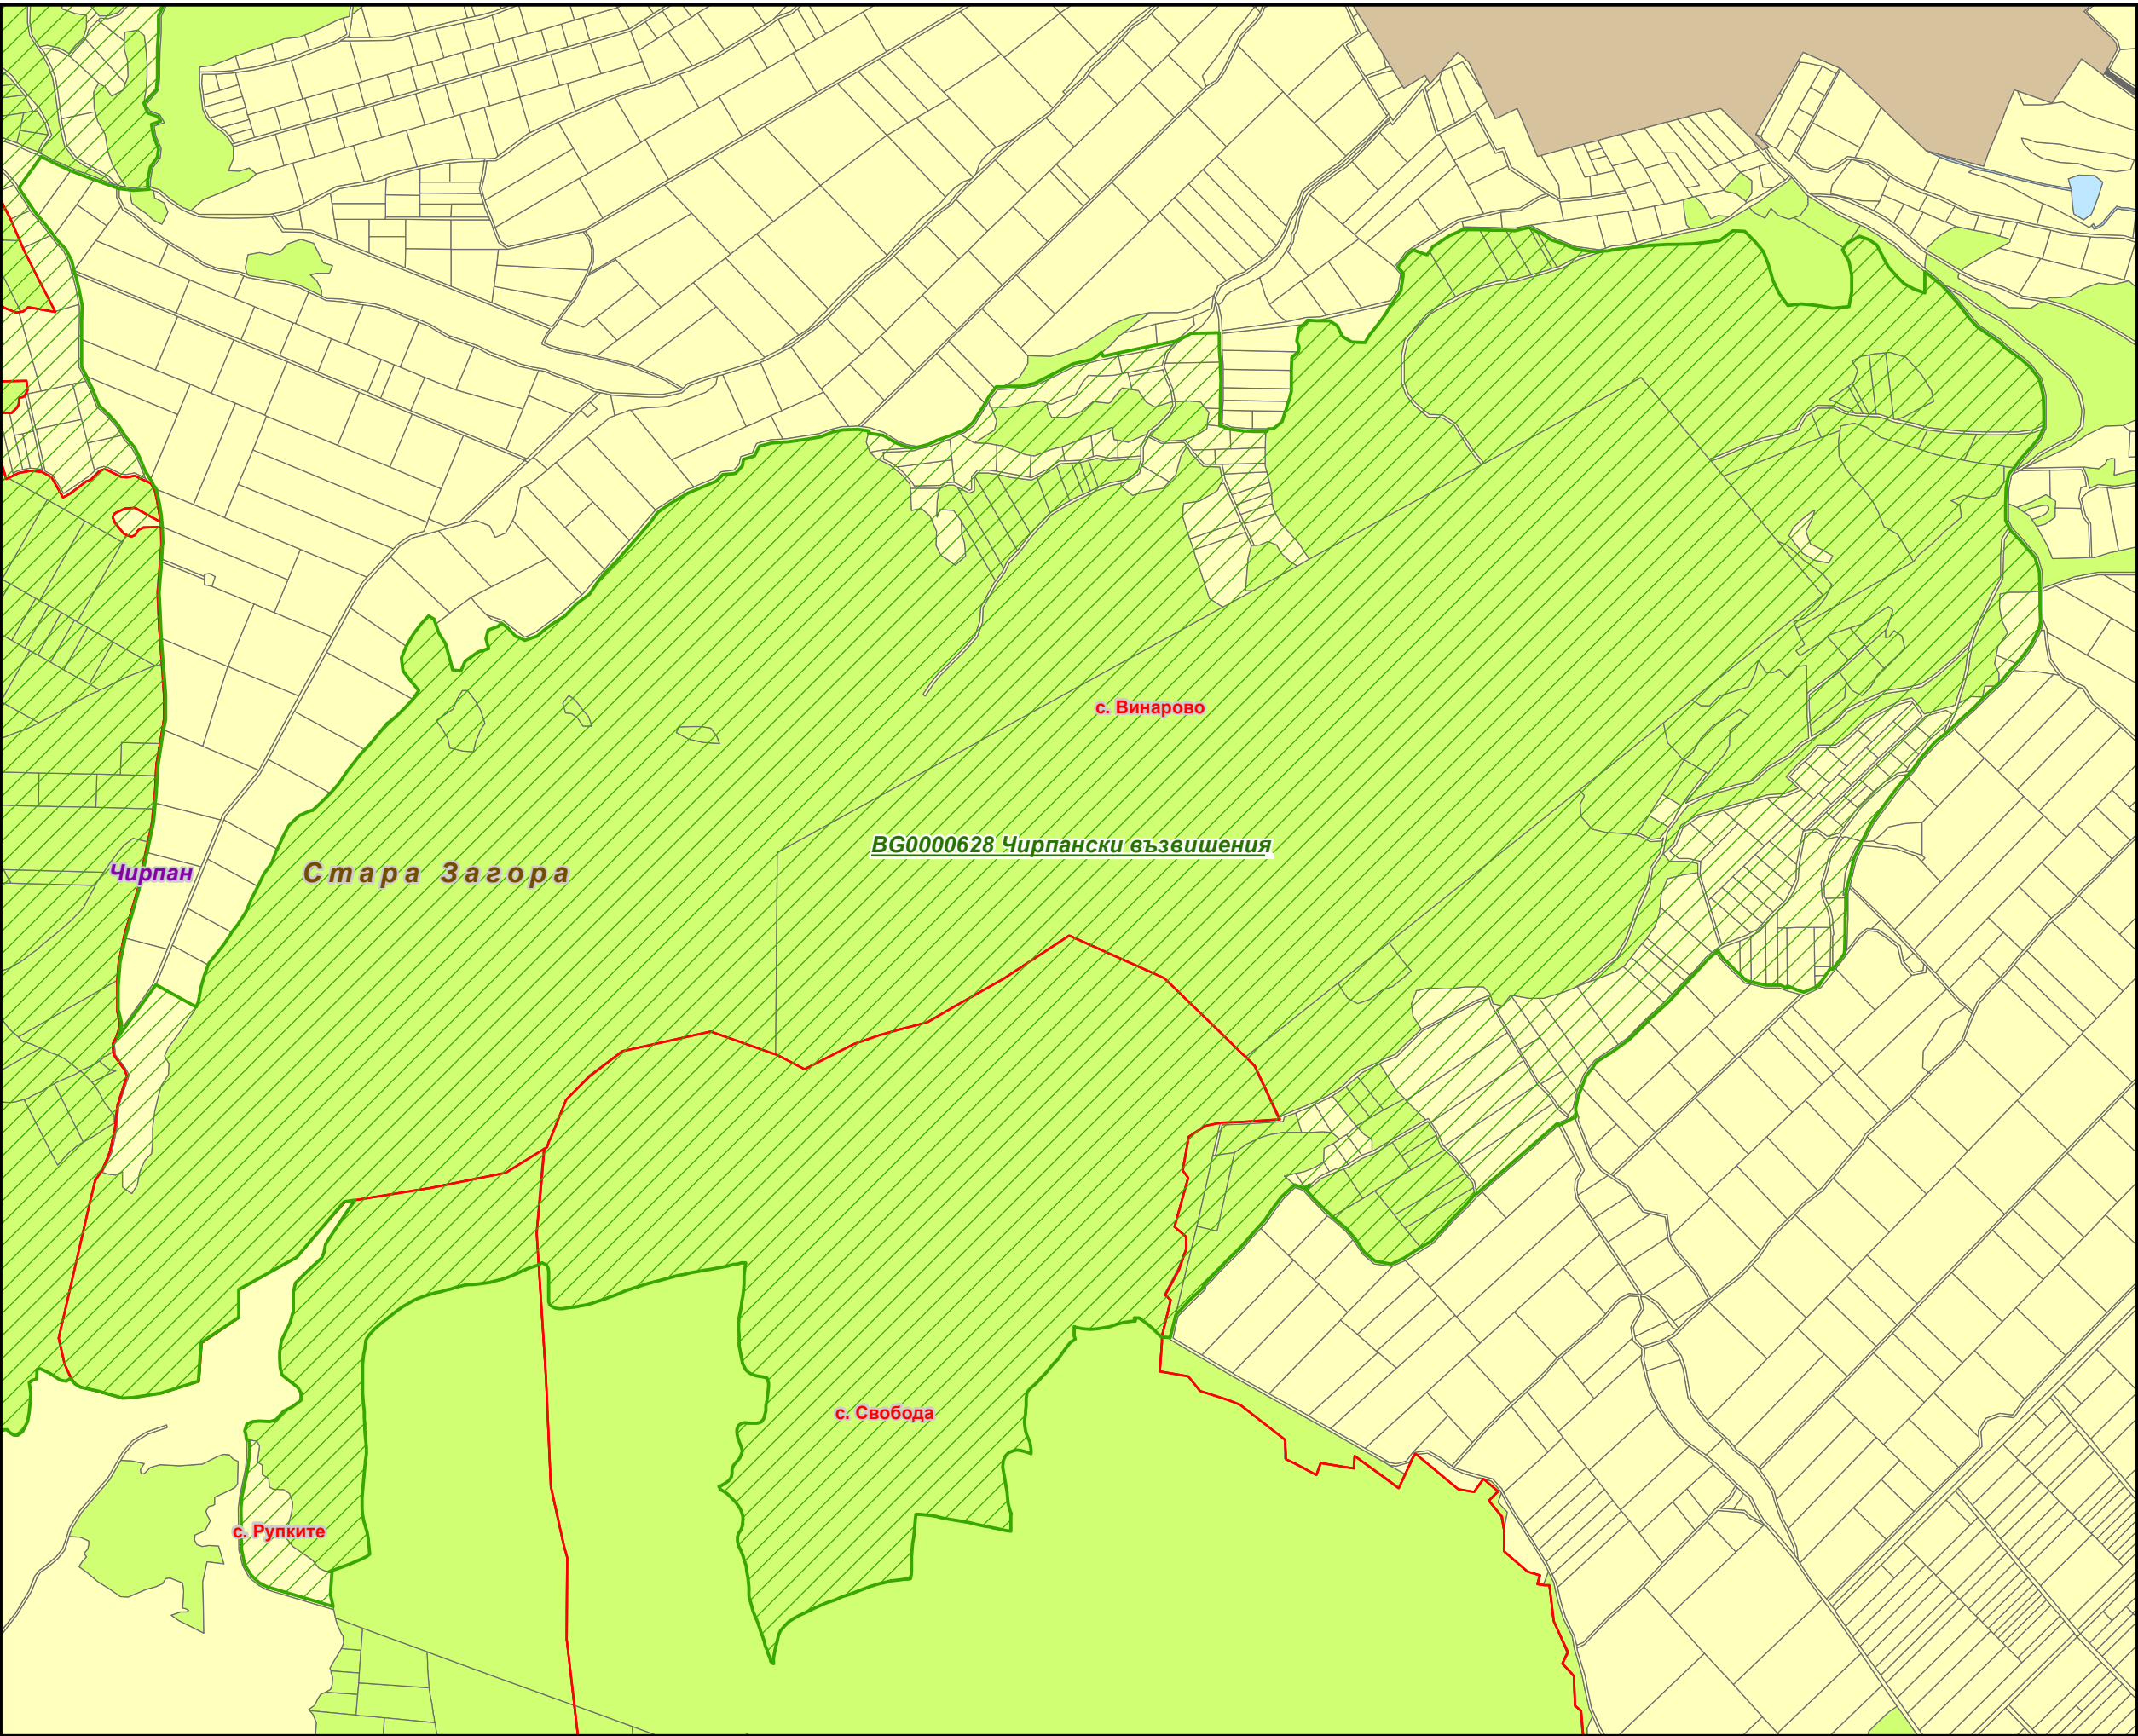 с. Винарово
BG0000628 Чирпански възвишения
Чирпан
Стара Загора
с. Свобода
с. Рупките